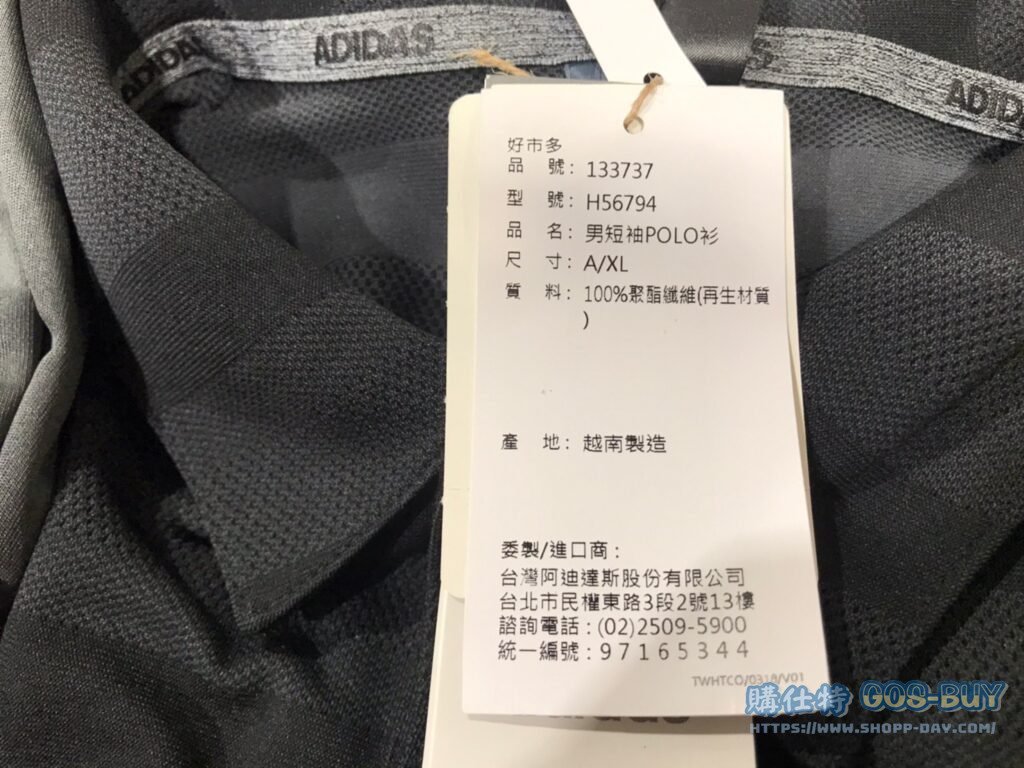 ADIDAS
ADIDAS
ADIDAS
好市多
品 號: 133737
型 號: H56794
品 名: 男短袖POLO衫
尺 寸: A/XL
質 料: 100%聚酯纖維(再生材質
)
產 地: 越南製造
委製/進口商:
台灣阿迪達斯股份有限公司
台北市民權東路3段2號13樓
諮詢電話:(02)2509-5900
統一編號:97165344
TWHTCO/0318/V01
購仕特 GOS-BUY
HTTPS://WWW.SHOPP-DAY.COM/